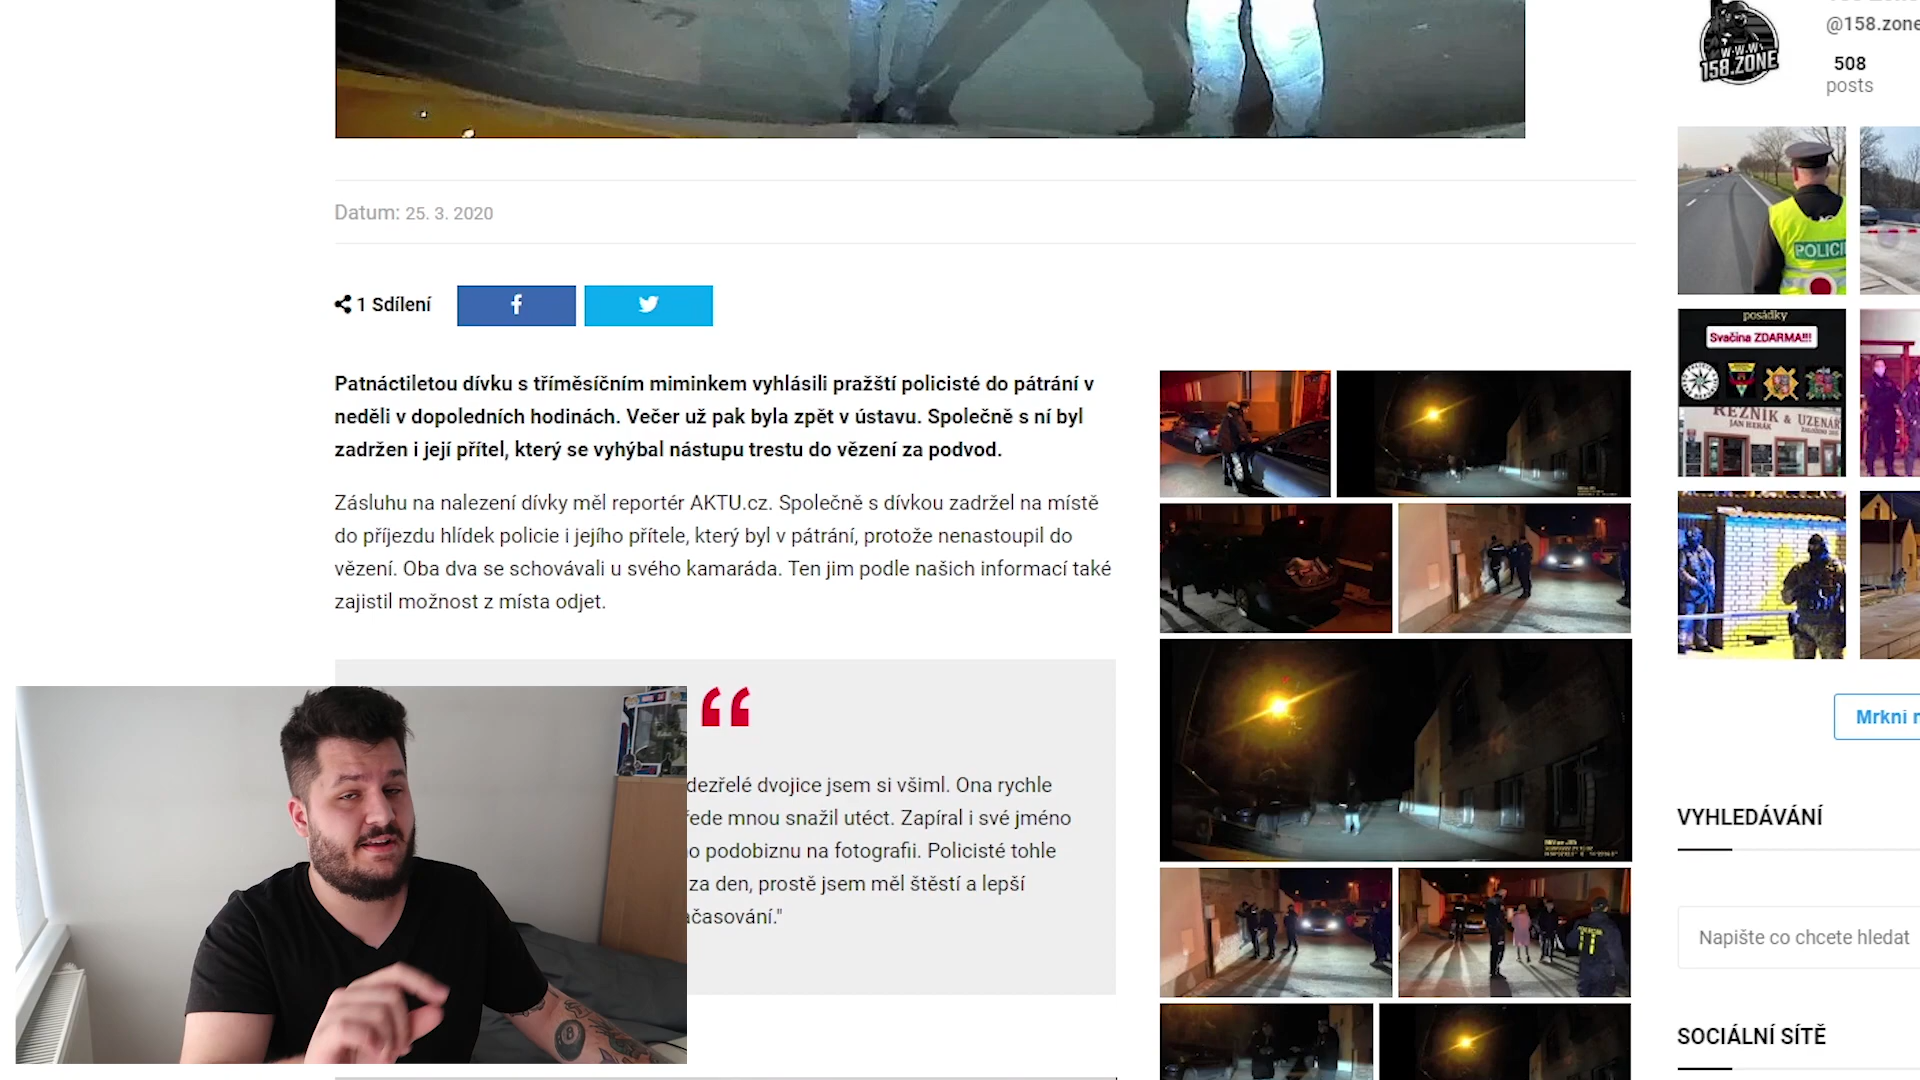 @158.zone
508
posts
W.W.W.
158.ZONE
Datum: 25. 3. 2020
1 Sdílení
Patnáctiletou dívku s tříměsíčním miminkem vyhlásili pražští policisté do pátrání v
neděli v dopoledních hodinách. Večer už pak byla zpět v ústavu. Společně s ní byl
zadržen i její přítel, který se vyhýbal nástupu trestu do vězení za podvod.
Zásluhu na nalezení dívky měl reportér AKTU.cz. Společně s dívkou zadržel na místě
do příjezdu hlídek policie i jejího přítele, který byl v pátrání, protože nenastoupil do
vězení. Oba dva se schovávali u svého kamaráda. Ten jim podle našich informací také
zajistil možnost z místa odjet.
dezřelé dvojice jsem si všiml. Ona rychle
ede mnou snažil utéct. Zapíral i své jméno
o podobiznu na fotografii. Policisté tohle
za den, prostě jsem měl štěstí a lepší
ačasování."
POLICI
posádky
Svačina ZDARMA!!!
ŘEZNÍK & UZENÁŘ
JAN HERÁK
Mrkni n
VYHLEDÁVÁNÍ
Napište co chcete hledat
SOCIÁLNÍ SÍTĚ